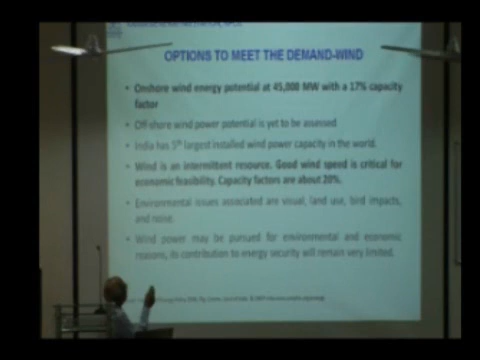 OPTIONS TO MEET THE DEMAND-WIND
• Onshore wind energy potential at 45,000 MW with a 17% capacity
factor
• Off-shore wind power potential is yet to be assessed
• India has 5th largest installed wind power capacity in the world.
• Wind is an intermittent resource. Good wind speed is critical for
economic feasibility. Capacity factors are about 20%.
• Environmental issues associated are visual, land use, bird impacts,
and noise.
• Wind power may be pursued for environmental and economic
reasons, its contribution to energy security will remain very limited.